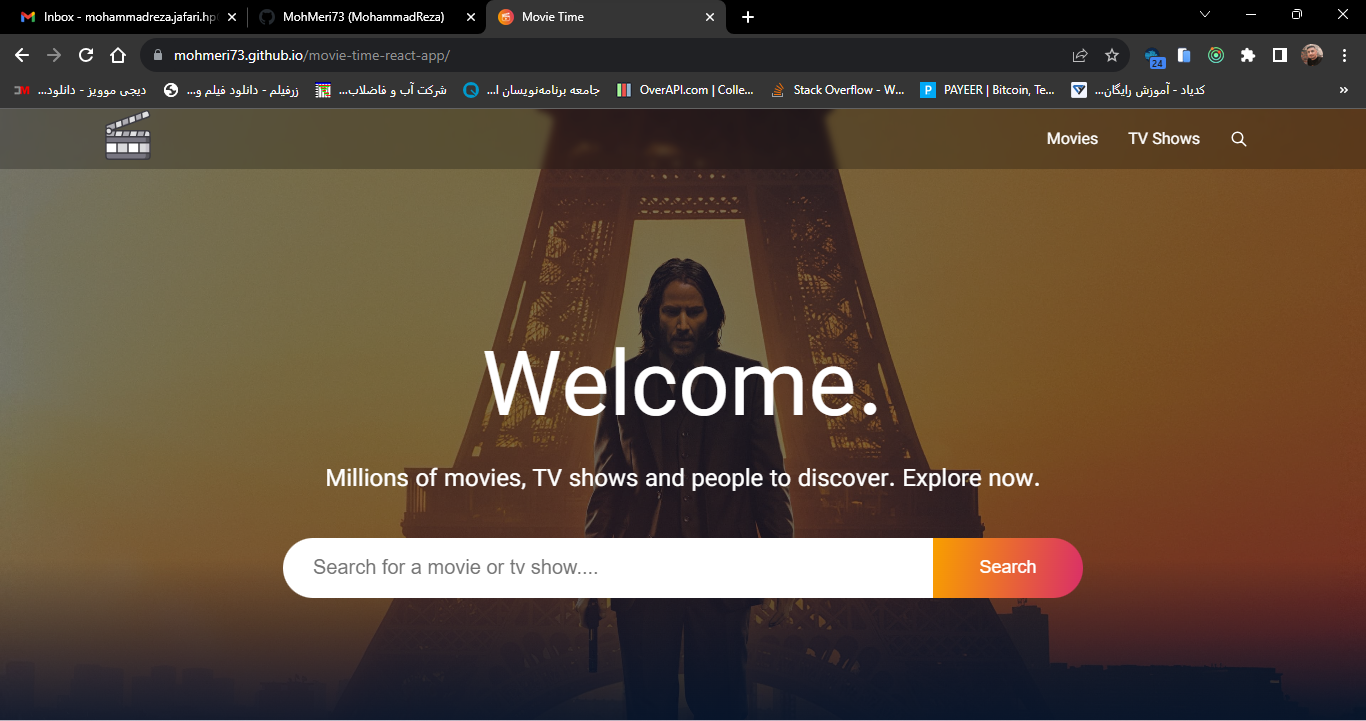 Inbox - mohammadreza.jafari.hp
MohMeri73 (MohammadReza)
Movie Time
mohmeri73.github.io/movie-time-react-app/
24
دیجی موویز - دانلود...
زرفیلم - دانلود فیلم و...
شرکت آب و فاضلاب...
جامعه برنامه‌نویسان ا...
OverAPI.com | Colle...
Stack Overflow - W...
PAYEER | Bitcoin, Te...
کدیاد - آموزش رایگان...
Movies
TV Shows
Welcome.
Millions of movies, TV shows and people to discover. Explore now.
Search for a movie or tv show....
Search